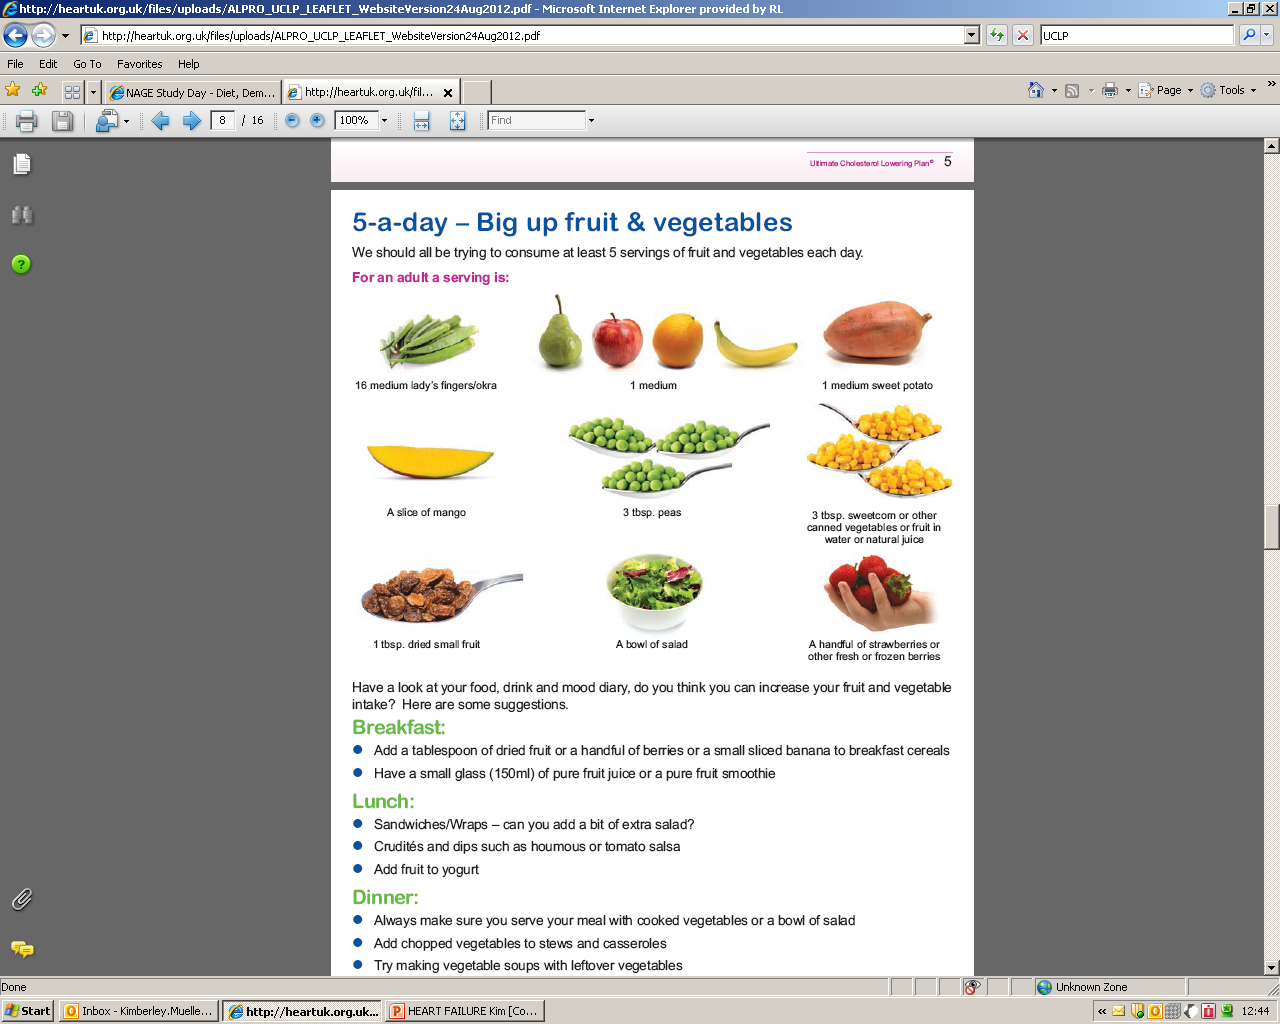 http://heartuk.org.uk/files/uploads/ALPRO_UCLP_LEAFLET_WebsiteVersion24Aug2012.pdf - Microsoft Internet Explorer provided by RL
http://heartuk.org.uk/files/uploads/ALPRO_UCLP_LEAFLET_WebsiteVersion24Aug2012.pdf
UCLP
File Edit Go To Favorites Help
NAGE Study Day - Diet, Dem...
http://heartuk.org.uk/fil...
Page
Tools
8 / 16
100%
Find
Ultimate Cholesterol Lowering Plan© 5
5-a-day – Big up fruit & vegetables
We should all be trying to consume at least 5 servings of fruit and vegetables each day.
For an adult a serving is:
16 medium lady's fingers/okra
1 medium
1 medium sweet potato
A slice of mango
3 tbsp. peas
3 tbsp. sweetcorn or other
canned vegetables or fruit in
water or natural juice
1 tbsp. dried small fruit
A bowl of salad
A handful of strawberries or
other fresh or frozen berries
Have a look at your food, drink and mood diary, do you think you can increase your fruit and vegetable
intake? Here are some suggestions.
Breakfast:
● Add a tablespoon of dried fruit or a handful of berries or a small sliced banana to breakfast cereals
● Have a small glass (150ml) of pure fruit juice or a pure fruit smoothie
Lunch:
● Sandwiches/Wraps – can you add a bit of extra salad?
● Crudités and dips such as houmous or tomato salsa
● Add fruit to yogurt
Dinner:
● Always make sure you serve your meal with cooked vegetables or a bowl of salad
● Add chopped vegetables to stews and casseroles
● Try making vegetable soups with leftover vegetables
Done
Unknown Zone
Start
Inbox - Kimberley.Muelle...
http://heartuk.org.uk...
HEART FAILURE Kim [Co...
12:44